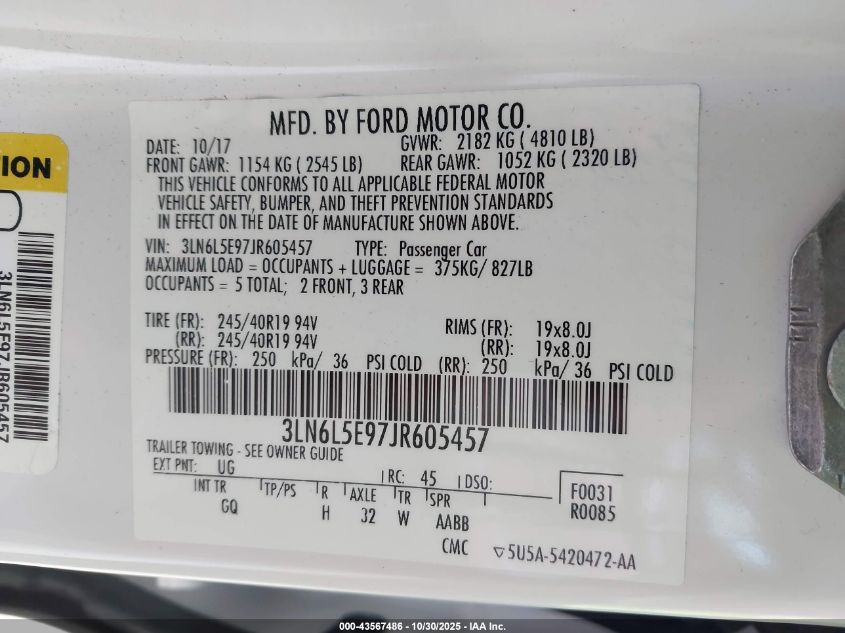 MFD. BY FORD MOTOR CO.
DATE: 10/17 GVWR: 2182 KG ( 4810 LB)
FRONT GAWR: 1154 KG ( 2545 LB) REAR GAWR: 1052 KG ( 2320 LB)
THIS VEHICLE CONFORMS TO ALL APPLICABLE FEDERAL MOTOR
VEHICLE SAFETY, BUMPER, AND THEFT PREVENTION STANDARDS
IN EFFECT ON THE DATE OF MANUFACTURE SHOWN ABOVE.
VIN: 3LN6L5E97JR605457 TYPE: Passenger Car
MAXIMUM LOAD = OCCUPANTS + LUGGAGE = 375KG/ 827LB
OCCUPANTS = 5 TOTAL; 2 FRONT, 3 REAR
TIRE (FR): 245/40R19 94V RIMS (FR): 19x8.0J
(RR): 245/40R19 94V (RR): 19x8.0J
PRESSURE (FR): 250 kPa/ 36 PSI COLD (RR): 250 kPa/ 36 PSI COLD
3LN6L5E97JR605457
TRAILER TOWING - SEE OWNER GUIDE
EXT PNT: UG RC: 45 DSO:
INT TR TP/PS R AXLE TR SPR
GQ H 32 W AABB
F0031
R0085
CMC ▽5U5A-5420472-AA
TION
3LN6L5E97JR605457
000-43567486 - 10/30/2025 - IAA Inc.